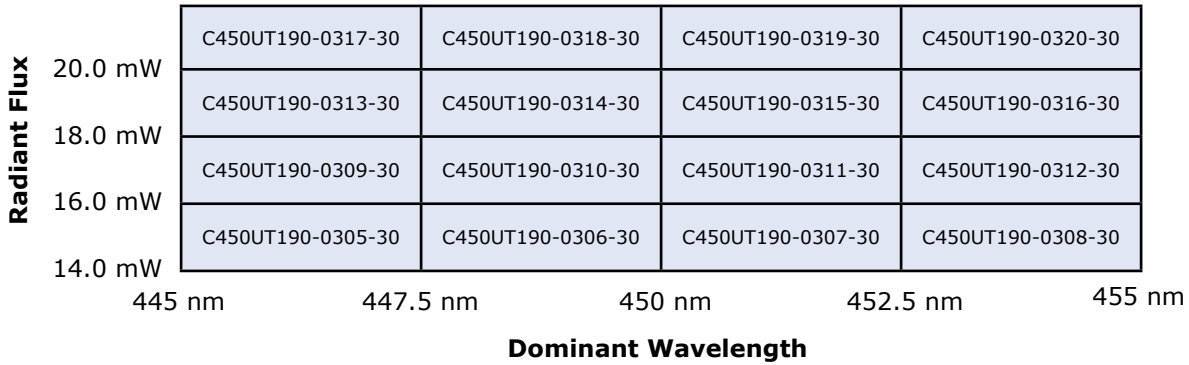 C450UT190-0317-30 C450UT190-0318-30 C450UT190-0319-30 C450UT190-0320-30
20.0 mW
C450UT190-0313-30 C450UT190-0314-30 C450UT190-0315-30 C450UT190-0316-30
18.0 mW
C450UT190-0309-30 C450UT190-0310-30 C450UT190-0311-30 C450UT190-0312-30
16.0 mW
C450UT190-0305-30 C450UT190-0306-30 C450UT190-0307-30 C450UT190-0308-30
14.0 mW
Radiant Flux
445 nm 447.5 nm 450 nm 452.5 nm 455 nm
Dominant Wavelength